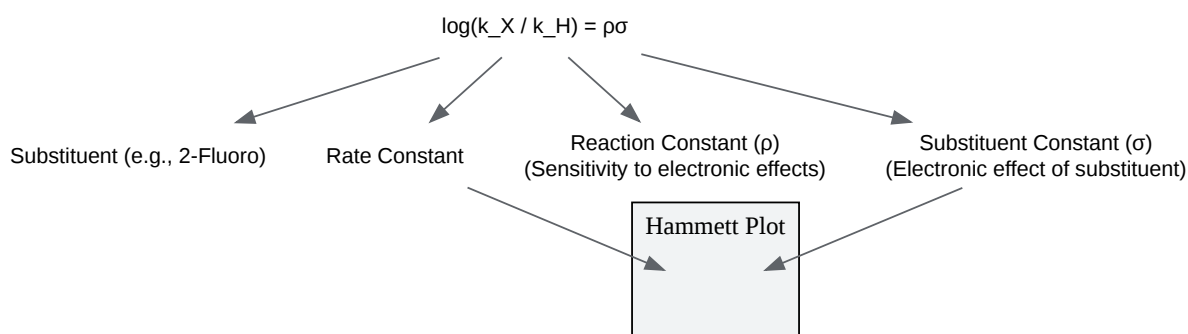 log(k_X / k_H) = ρσ
Substituent (e.g., 2-Fluoro)
Rate Constant
Reaction Constant (ρ)
(Sensitivity to electronic effects)
Substituent Constant (σ)
(Electronic effect of substituent)
Hammett Plot